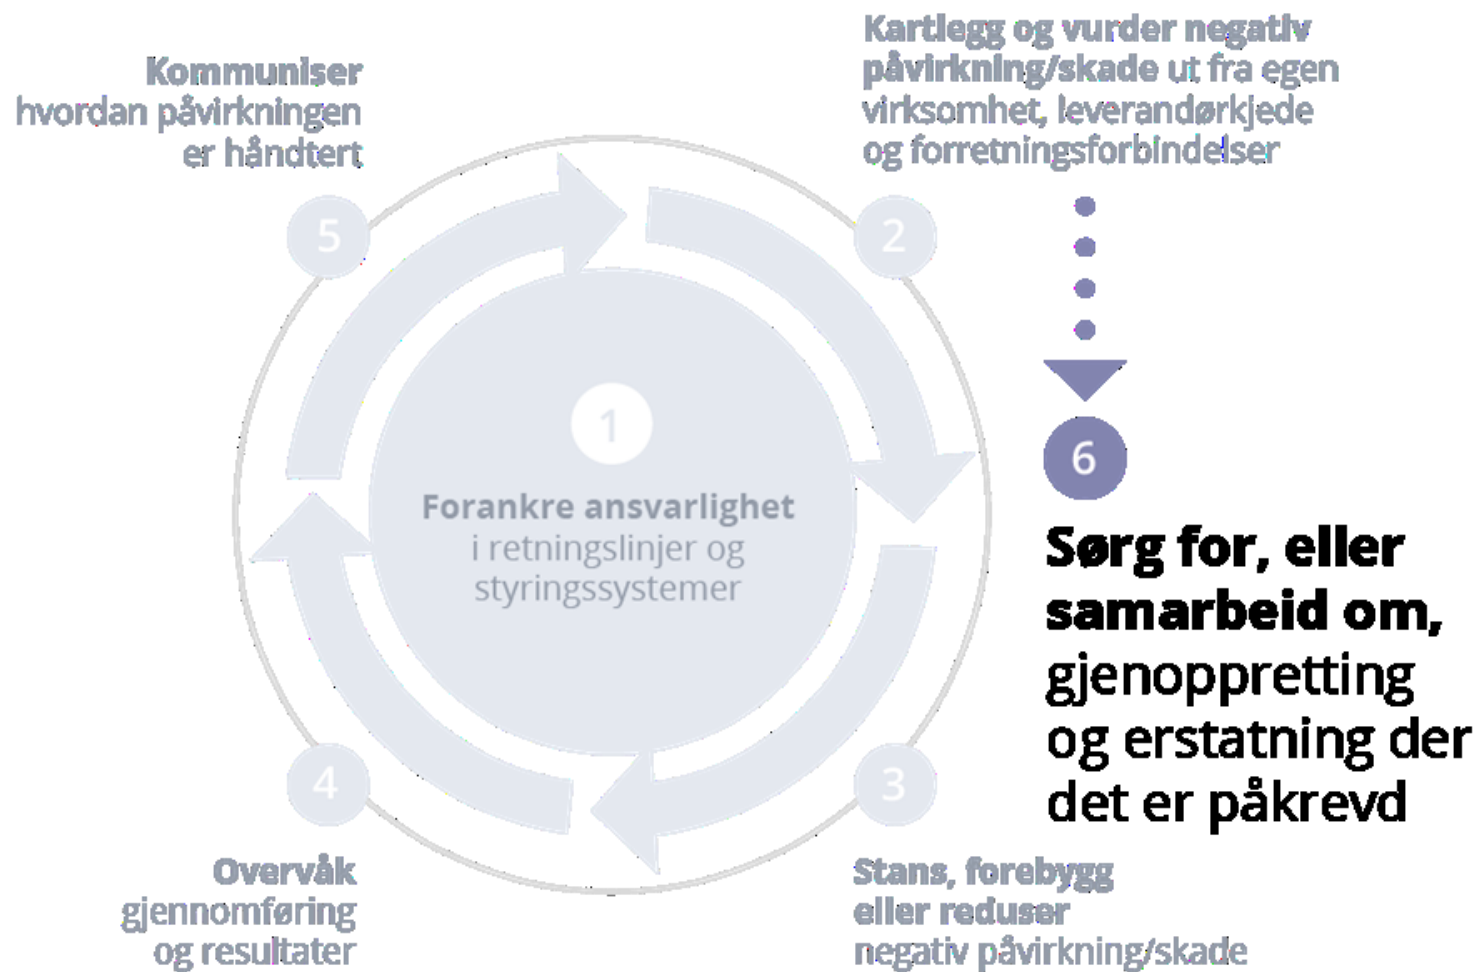 Kommuniser
hvordan påvirkningen
er håndtert
5
Kartlegg og vurder negativ
påvirkning/skade ut fra egen
virksomhet, leverandørkjede
og forretningsforbindelser
2
1
Forankre ansvarlighet
i retningslinjer og
styringssystemer
6
Sørg for, eller
samarbeid om,
gjenoppretting
og erstatning der
det er påkrevd
4
Overvåk
gjennomføring
og resultater
3
Stans, forebygg
eller reduser
negativ påvirkning/skade